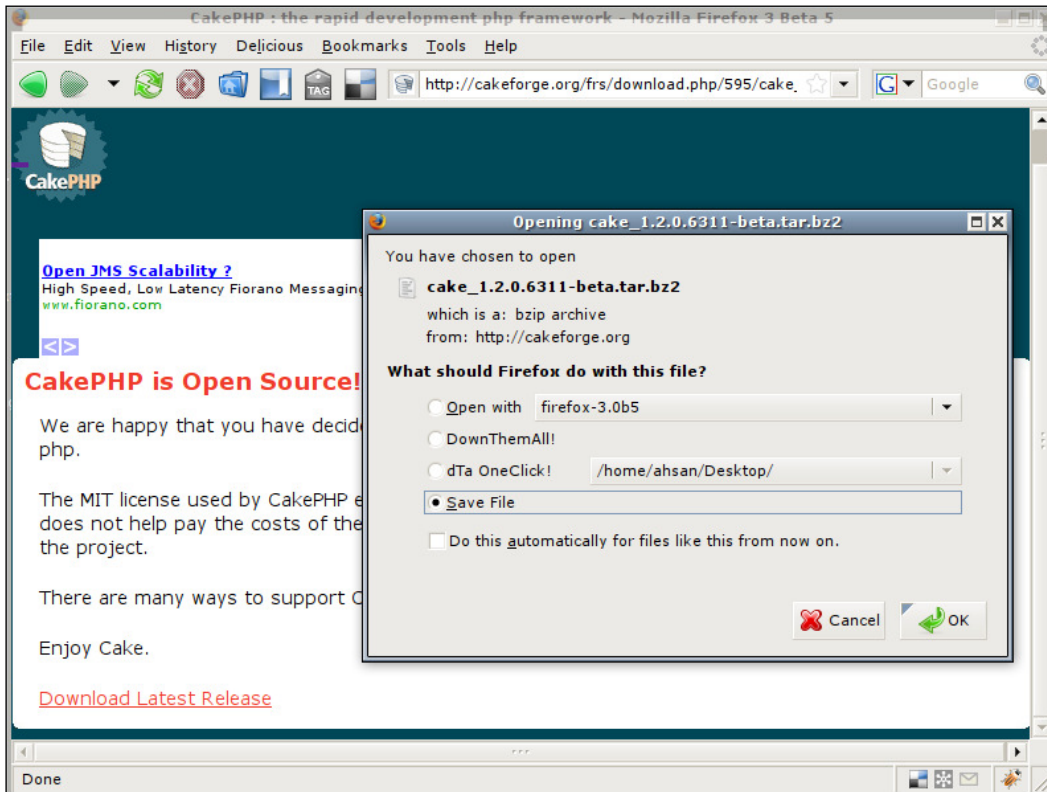 CakePHP : the rapid development php framework - Mozilla Firefox 3 Beta 5
File Edit View History Delicious Bookmarks Tools Help
TAG http://cakeforge.org/frs/download.php/595/cake_ G Google
CakePHP
Opening cake_1.2.0.6311-beta.tar.bz2
You have chosen to open
cake_1.2.0.6311-beta.tar.bz2
which is a: bzip archive
from: http://cakeforge.org
What should Firefox do with this file?
Open with firefox-3.0b5
DownThemAll!
dTa OneClick! /home/ahsan/Desktop/
Save File
Do this automatically for files like this from now on.
Cancel OK
Open JMS Scalability ?
High Speed, Low Latency Fiorano Messaging
www.fiorano.com
<>
CakePHP is Open Source!
We are happy that you have decide
php.
The MIT license used by CakePHP e
does not help pay the costs of the
the project.
There are many ways to support C
Enjoy Cake.
Download Latest Release
Done